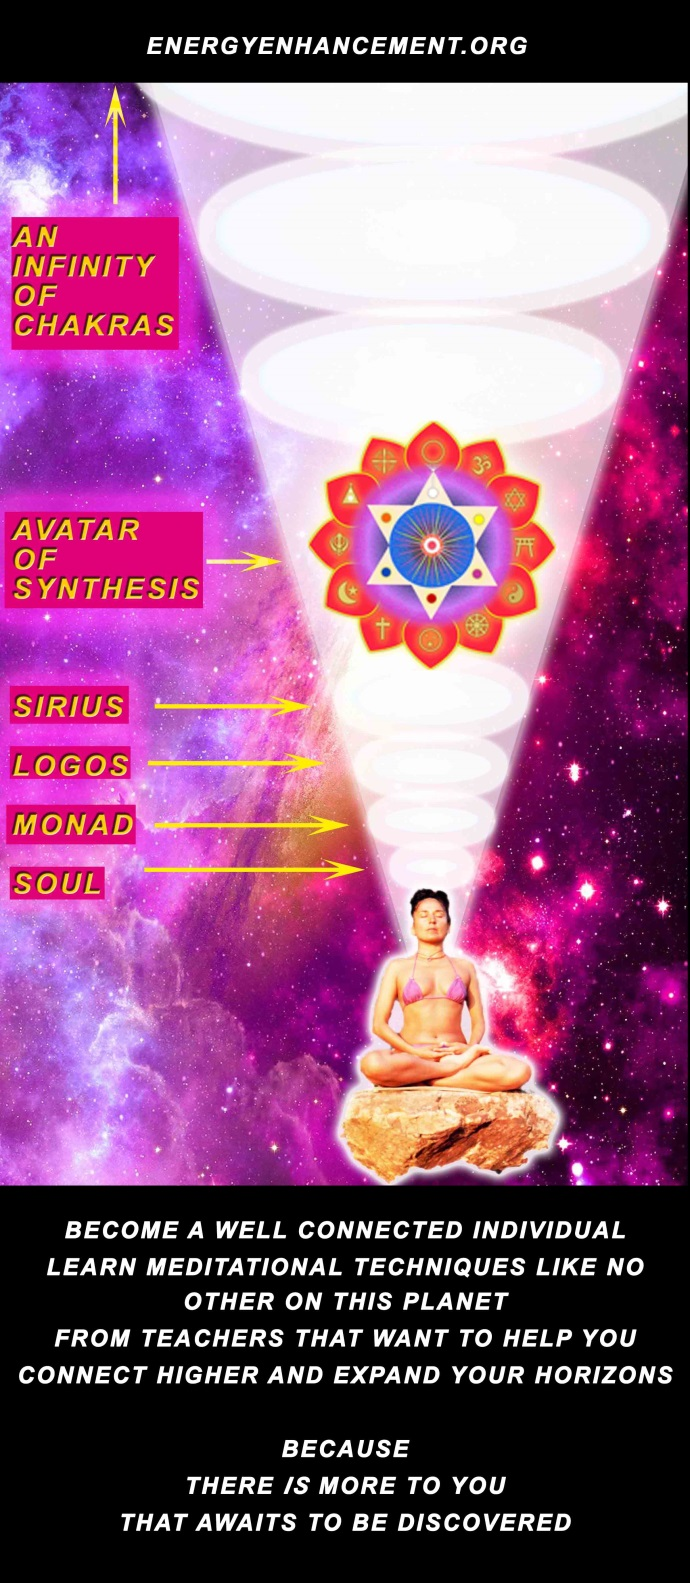 ENERGYENHANCEMENT.ORG
AN
INFINITY
OF
CHAKRAS
AVATAR
OF
SYNTHESIS
SIRIUS
LOGOS
MONAD
SOUL
BECOME A WELL CONNECTED INDIVIDUAL
LEARN MEDITATIONAL TECHNIQUES LIKE NO
OTHER ON THIS PLANET
FROM TEACHERS THAT WANT TO HELP YOU
CONNECT HIGHER AND EXPAND YOUR HORIZONS
BECAUSE
THERE IS MORE TO YOU
THAT AWAITS TO BE DISCOVERED